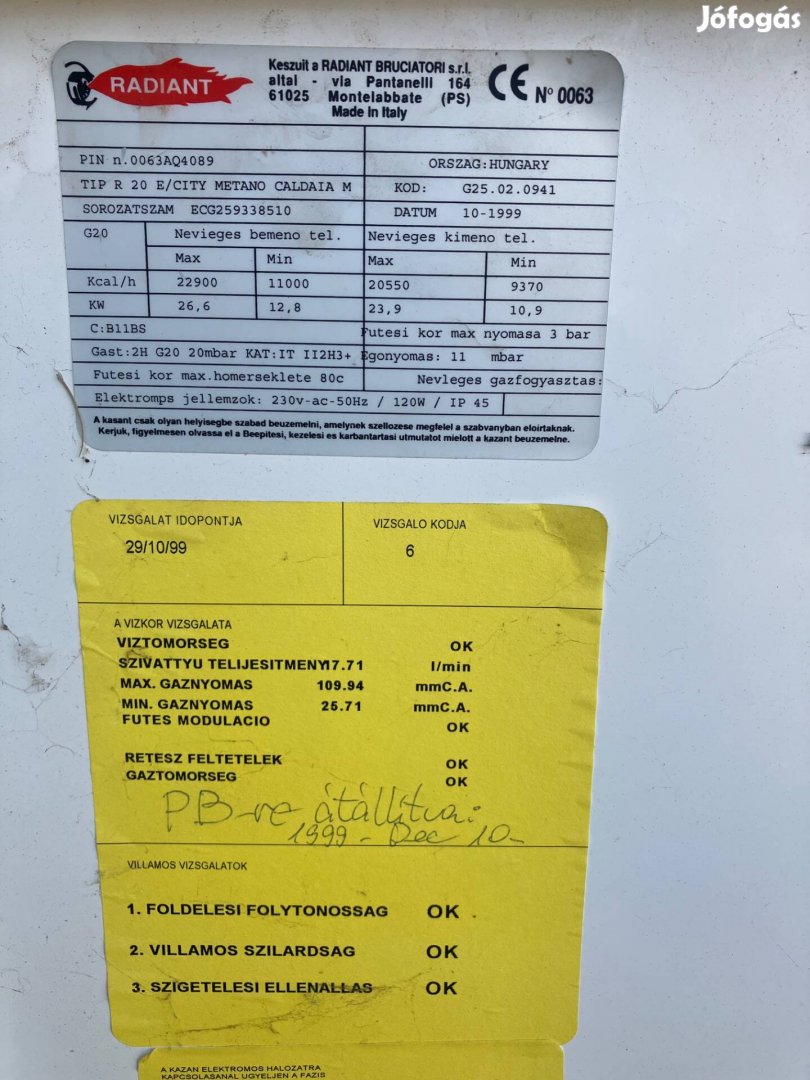 Jófogás
RADIANT
Keszuit a RADIANT BRUCIATORI s.r.l.
altal - via Pantanelli 164
61025 Montelabbate (PS)
Made in Italy
CE N° 0063
PIN n.0063AQ4089
ORSZAG:HUNGARY
TIP R 20 E/CITY METANO CALDAIA M
KOD: G25.02.0941
SOROZATSZAM ECG259338510
DATUM 10-1999
G20 Nevieges bemeno tel. Nevieges kimeno tel.
Max Min Max Min
Kcal/h 22900 11000 20550 9370
KW 26,6 12,8 23,9 10,9
C:B11BS Futesi kor max nyomasa 3 bar
Gast:2H G20 20mbar KAT:IT II2H3+ Egonyomas: 11 mbar
Futesi kor max.homerseklete 80c Nevleges gazfogyasztas:
Elektromps jellemzok: 230v-ac-50Hz / 120W / IP 45
A kasant csak olyan helyisegbe szabad beuzemelni, amelynek szellozese megfelel a szabvanyban eloirtaknak.
Kerjuk, figyelmesen olvassa el a Beepitesi, kezelesi es karbantartasi utmutatot mielott a kazant beuzemelne.
VIZSGALAT IDOPONTJA
29/10/99
VIZSGALO KODJA
6
A VIZKOR VIZSGALATA
VIZTOMORSEG OK
SZIVATTYU TELIJESITMENY17.71 l/min
MAX. GAZNYOMAS 109.94 mmC.A.
MIN. GAZNYOMAS 25.71 mmC.A.
FUTES MODULACIO OK
RETESZ FELTETELEK OK
GAZTOMORSEG OK
PB-re átállítva:
1999 - Dec 10-
VILLAMOS VIZSGALATOK
1. FOLDELESI FOLYTONOSSAG OK
2. VILLAMOS SZILARDSAG OK
3. SZIGETELESI ELLENALLAS OK
A KAZAN ELEKTROMOS HALOZATRA
KAPCSOLASANAL UGYELJEN A FAZIS